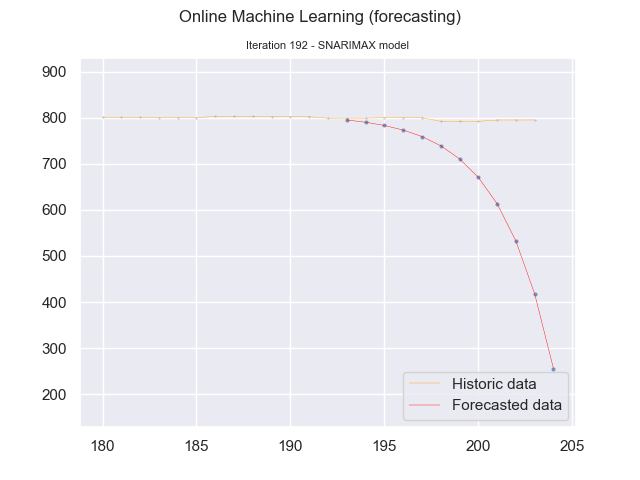 Online Machine Learning (forecasting)
Iteration 192 - SNARIMAX model
900
800
700
600
500
400
300
200
180 185 190 195 200 205
Historic data
Forecasted data